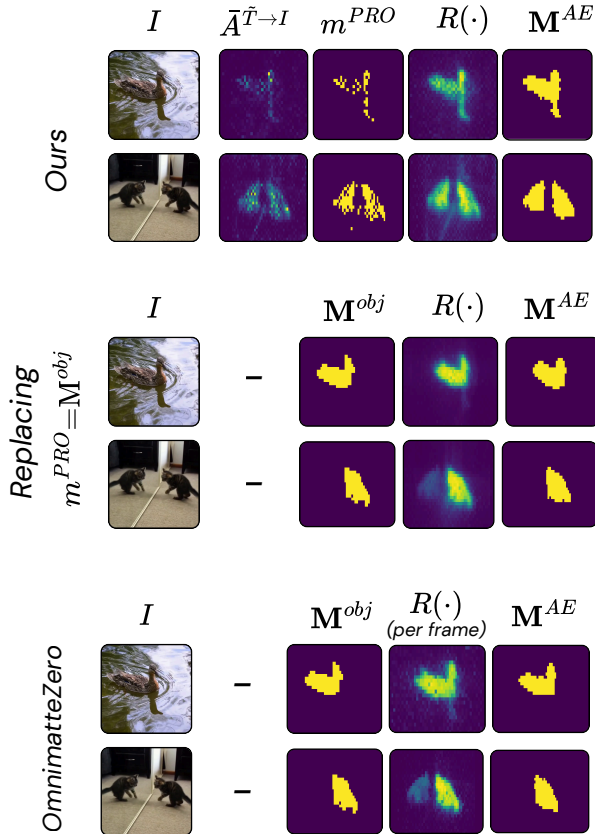 I Ā^{T̃→I} m^{PRO} R(·) M^{AE}
Ours
I M^{obj} R(·) M^{AE}
Replacing
m^{PRO}=M^{obj}
–
–
I M^{obj} R(·) M^{AE}
(per frame)
OmnimatteZero
–
–